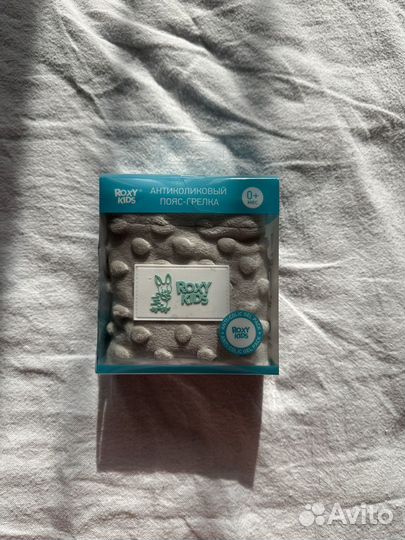 ROXY®
KIDS
АНТИКОЛИКОВЫЙ
ПОЯС-ГРЕЛКА
0+
МЕС
ROXY
KIDS
ROXY
KIDS
Avito